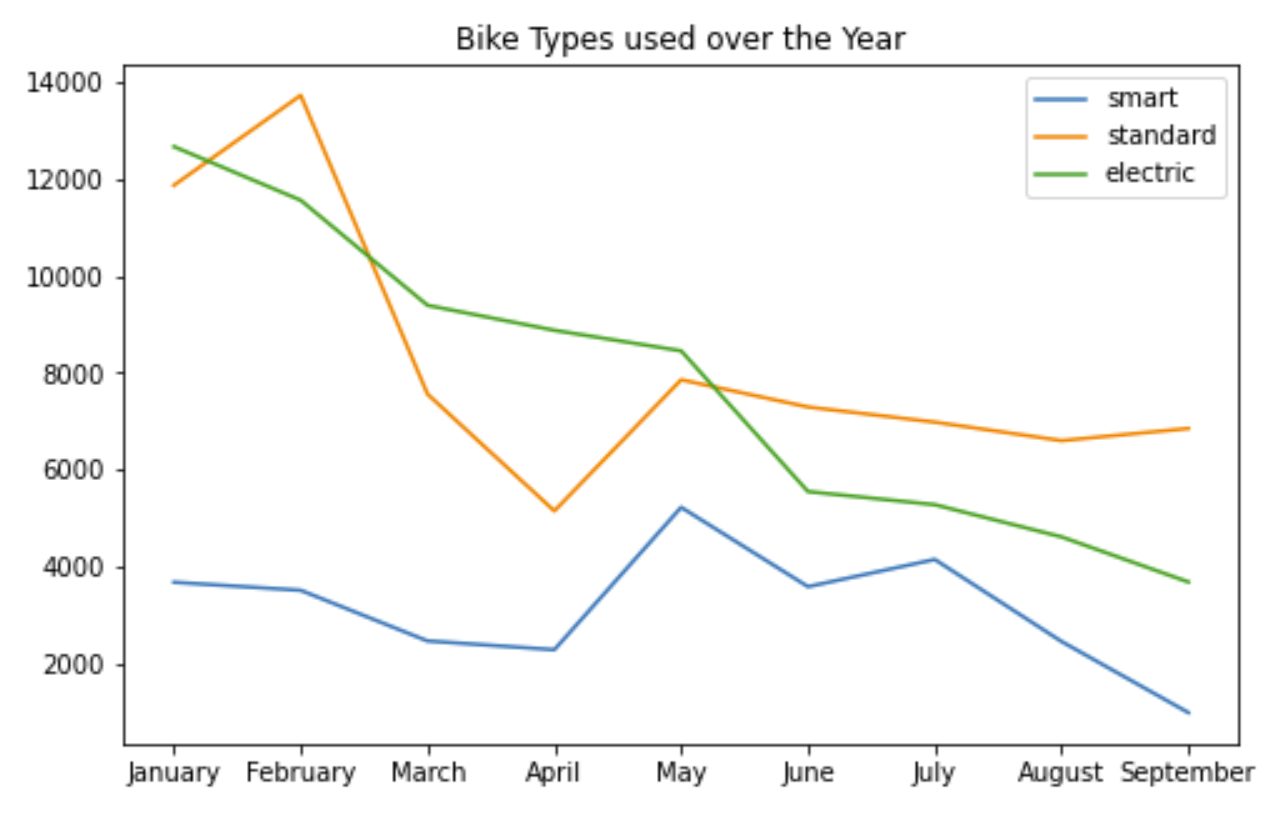 Bike Types used over the Year
14000
12000
10000
8000
6000
4000
2000
smart
standard
electric
January February March April May June July August September